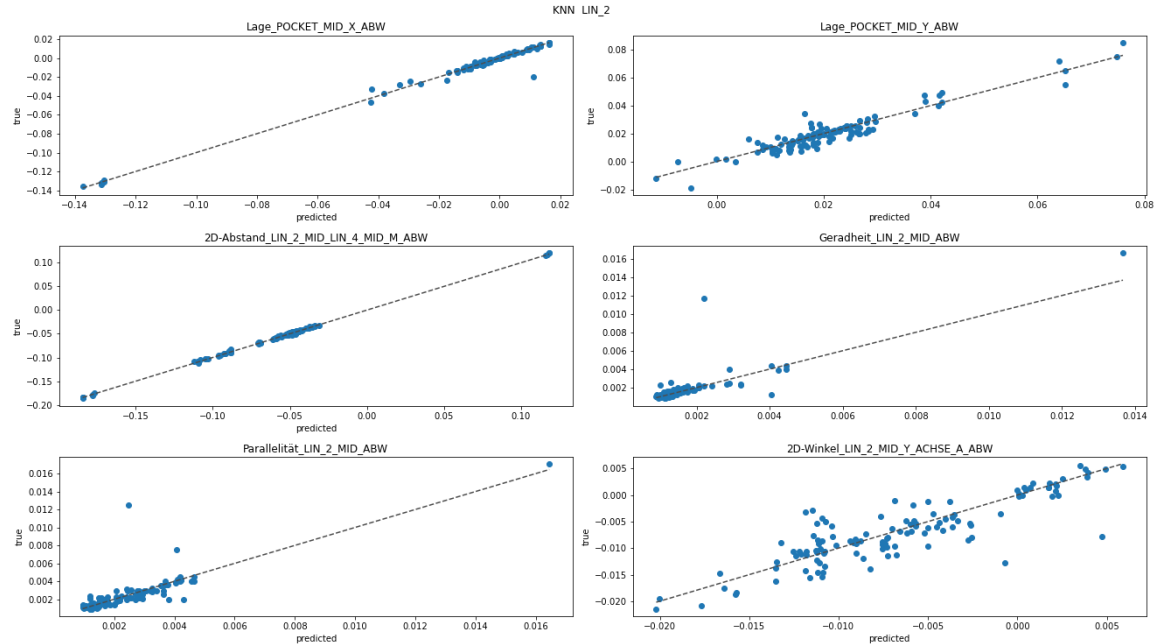 KNN LIN_2
Lage_POCKET_MID_X_ABW
0.02
0.00
−0.02
−0.04
−0.06
−0.08
−0.10
−0.12
−0.14
true
−0.14 −0.12 −0.10 −0.08 −0.06 −0.04 −0.02 0.00 0.02
predicted
Lage_POCKET_MID_Y_ABW
0.08
0.06
0.04
0.02
0.00
−0.02
true
0.00 0.02 0.04 0.06 0.08
predicted
2D-Abstand_LIN_2_MID_LIN_4_MID_M_ABW
0.10
0.05
0.00
−0.05
−0.10
−0.15
−0.20
true
−0.15 −0.10 −0.05 0.00 0.05 0.10
predicted
Geradheit_LIN_2_MID_ABW
0.016
0.014
0.012
0.010
0.008
0.006
0.004
0.002
true
0.002 0.004 0.006 0.008 0.010 0.012 0.014
predicted
Parallelität_LIN_2_MID_ABW
0.016
0.014
0.012
0.010
0.008
0.006
0.004
0.002
true
0.002 0.004 0.006 0.008 0.010 0.012 0.014 0.016
predicted
2D-Winkel_LIN_2_MID_Y_ACHSE_A_ABW
0.005
0.000
−0.005
−0.010
−0.015
−0.020
true
−0.020 −0.015 −0.010 −0.005 0.000 0.005
predicted